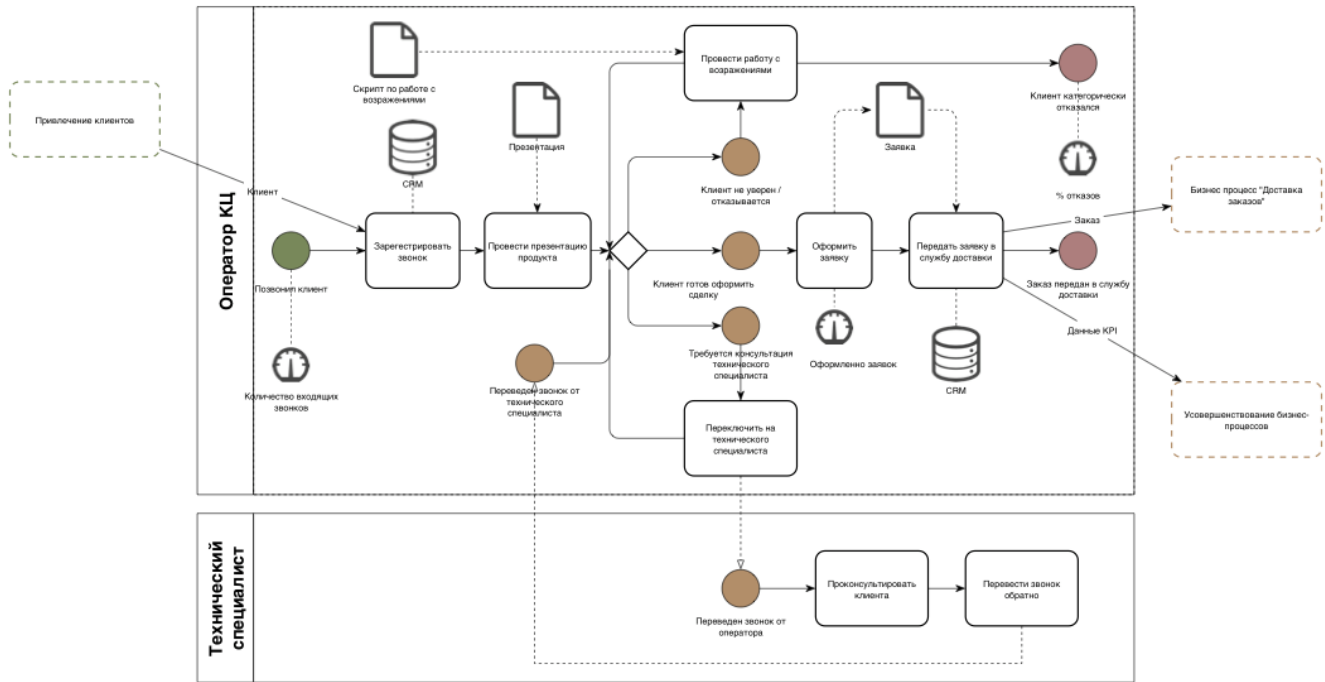 Привлечение клиентов
Клиент
Оператор КЦ
Скрипт по работе с
возражениями
CRM
Презентация
Позвонил клиент
Количество входящих
звонков
Зарегестрировать
звонок
Провести презентацию
продукта
Провести работу с
возражениями
Клиент не уверен /
отказывается
Клиент готов оформить
сделку
Требуется консультация
технического
специалиста
Переведен звонок от
технического
специалиста
Переключить на
технического
специалиста
Заявка
Оформить
заявку
Оформленно заявок
Передать заявку в
службу доставки
CRM
Клиент категорически
отказался
% отказов
Заказ
Заказ передан в службу
доставки
Данные KPI
Бизнес процесс "Доставка
заказов"
Усовершенствование бизнес-
процессов
Технический
специалист
Переведен звонок от
оператора
Проконсультировать
клиента
Перевести звонок
обратно